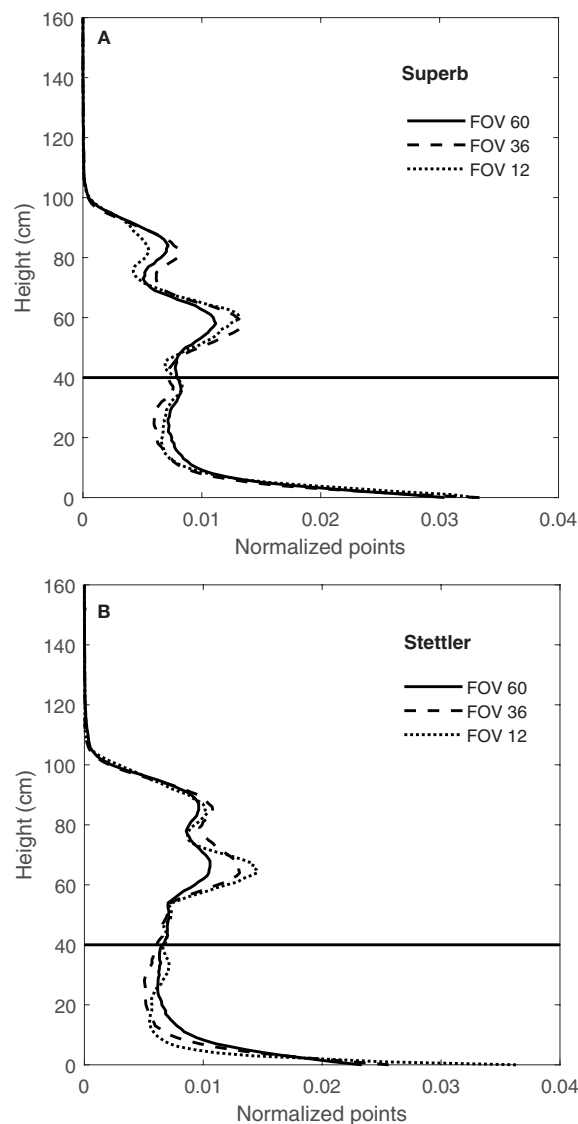 A
Superb
FOV 60
FOV 36
FOV 12
Height (cm)
160
140
120
100
80
60
40
20
0
0 0.01 0.02 0.03 0.04
Normalized points
B
Stettler
FOV 60
FOV 36
FOV 12
Height (cm)
160
140
120
100
80
60
40
20
0
0 0.01 0.02 0.03 0.04
Normalized points